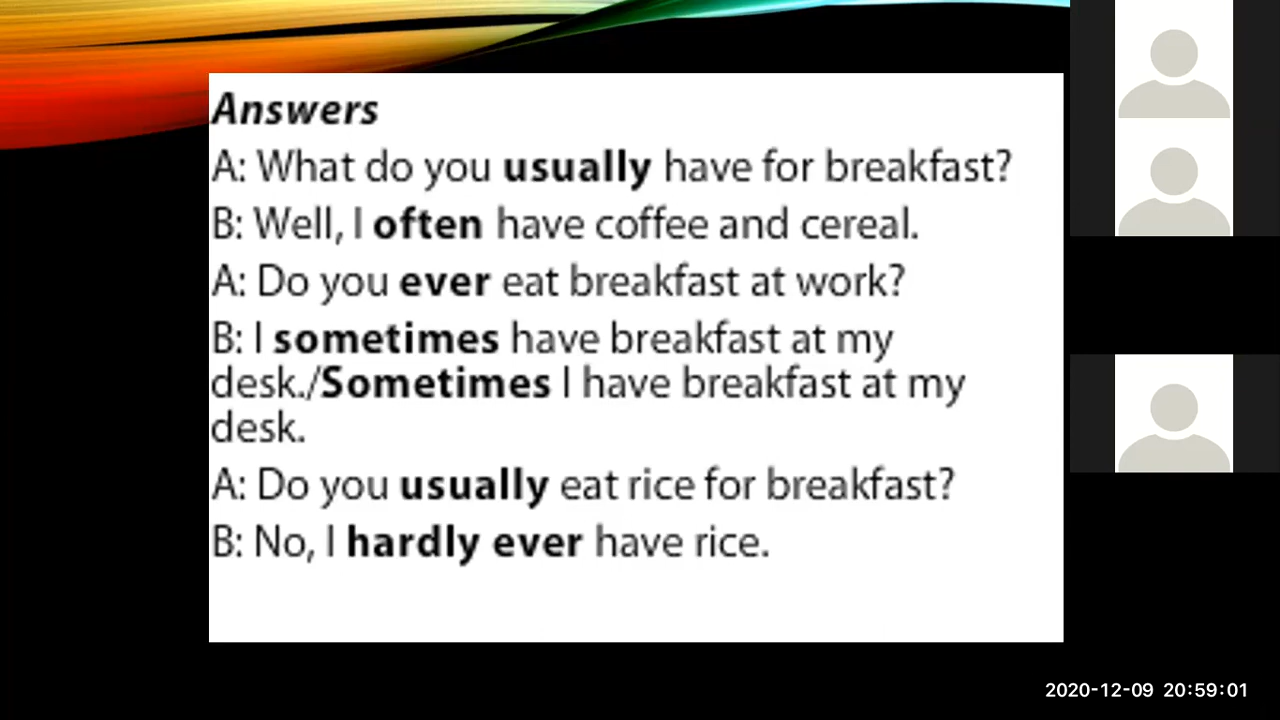 Answers
A: What do you usually have for breakfast?
B: Well, I often have coffee and cereal.
A: Do you ever eat breakfast at work?
B: I sometimes have breakfast at my
desk./Sometimes I have breakfast at my
desk.
A: Do you usually eat rice for breakfast?
B: No, I hardly ever have rice.
2020-12-09 20:59:01